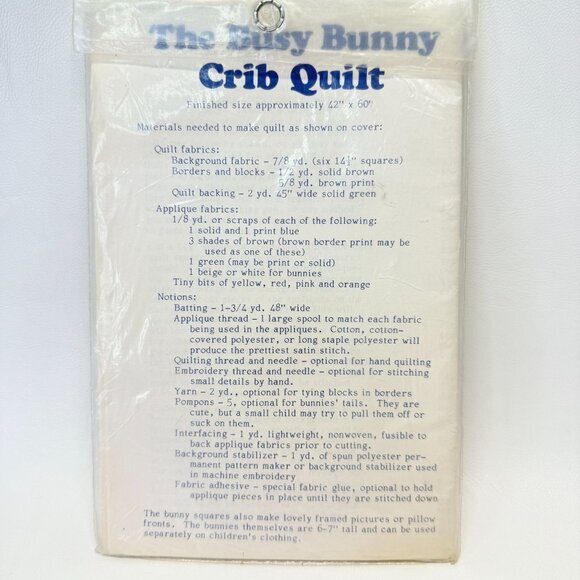 The Busy Bunny
Crib Quilt
Finished size approximately 42" x 60"
Materials needed to make quilt as shown on cover:
Quilt fabrics:
Background fabric - 7/8 yd. (six 14½" squares)
Borders and blocks - 1/2 yd. solid brown
5/8 yd. brown print
Quilt backing - 2 yd. 45" wide solid green
Applique fabrics:
1/8 yd. or scraps of each of the following:
1 solid and 1 print blue
3 shades of brown (brown border print may be
used as one of these)
1 green (may be print or solid)
1 beige or white for bunnies
Tiny bits of yellow, red, pink and orange
Notions:
Batting - 1-3/4 yd. 48" wide
Applique thread - 1 large spool to match each fabric
being used in the appliques. Cotton, cotton-
covered polyester, or long staple polyester will
produce the prettiest satin stitch.
Quilting thread and needle - optional for hand quilting
Embroidery thread and needle - optional for stitching
small details by hand.
Yarn - 2 yd., optional for tying blocks in borders
Pompons - 5, optional for bunnies' tails. They are
cute, but a small child may try to pull them off or
suck on them.
Interfacing - 1 yd. lightweight, nonwoven, fusible to
back applique fabrics prior to cutting.
Background stabilizer - 1 yd. of spun polyester per-
manent pattern maker or background stabilizer used
in machine embroidery
Fabric adhesive - special fabric glue, optional to hold
applique pieces in place until they are stitched down
The bunny squares also make lovely framed pictures or pillow
fronts. The bunnies themselves are 6-7" tall and can be used
separately on children's clothing.